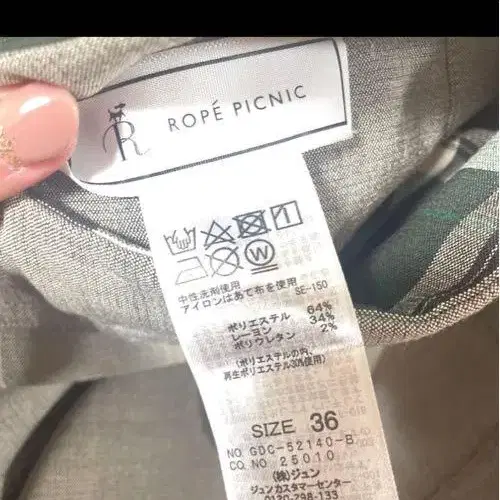 R ROPÉ PICNIC
中性洗剤使用
アイロンはあて布を使用 SE-150
ポリエステル 64%
レーヨン 34%
ポリウレタン 2%
(ポリエステルの内、
再生ポリエステル30%使用)
SIZE 36
NO. GDC-52140-B
CO. NO. 25010
(株)ジュン
ジュンカスタマーセンター
0120-298-133